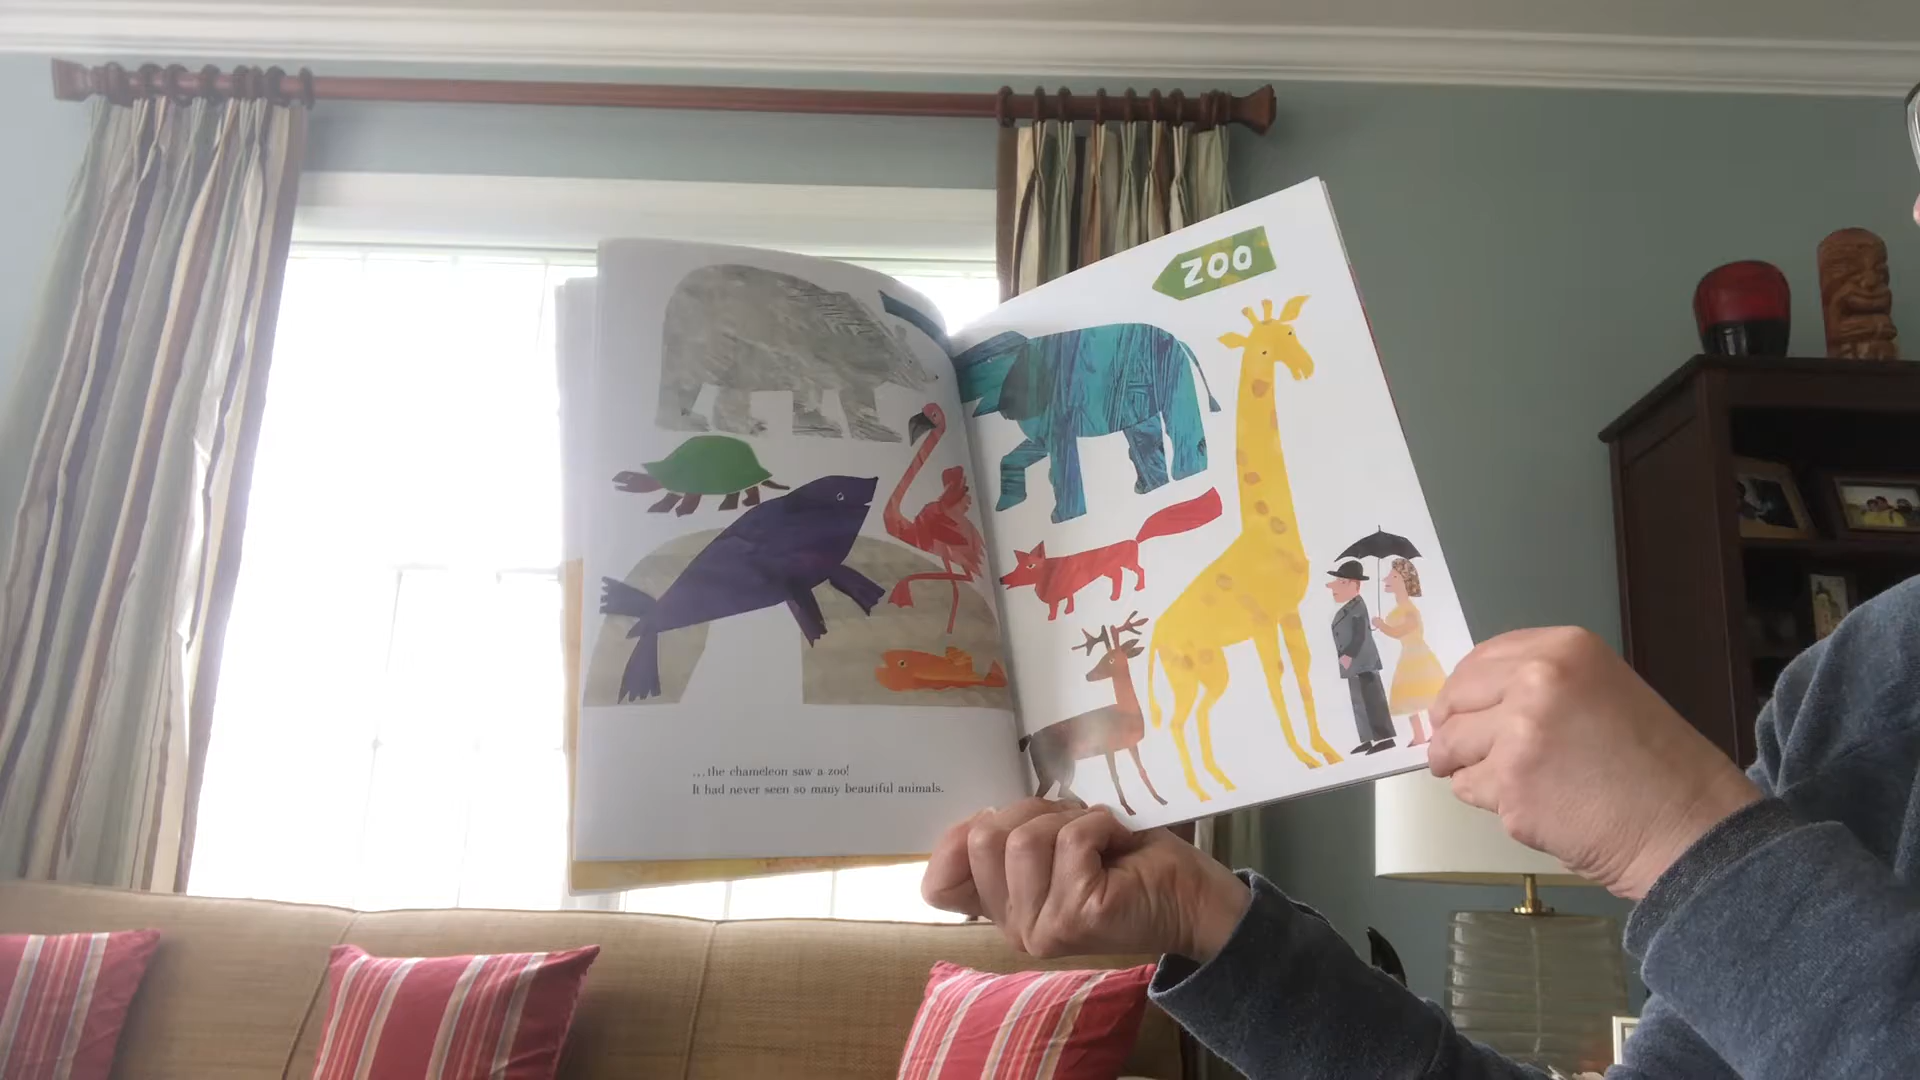 ...the chameleon saw a zoo!
It had never seen so many beautiful animals.
ZOO